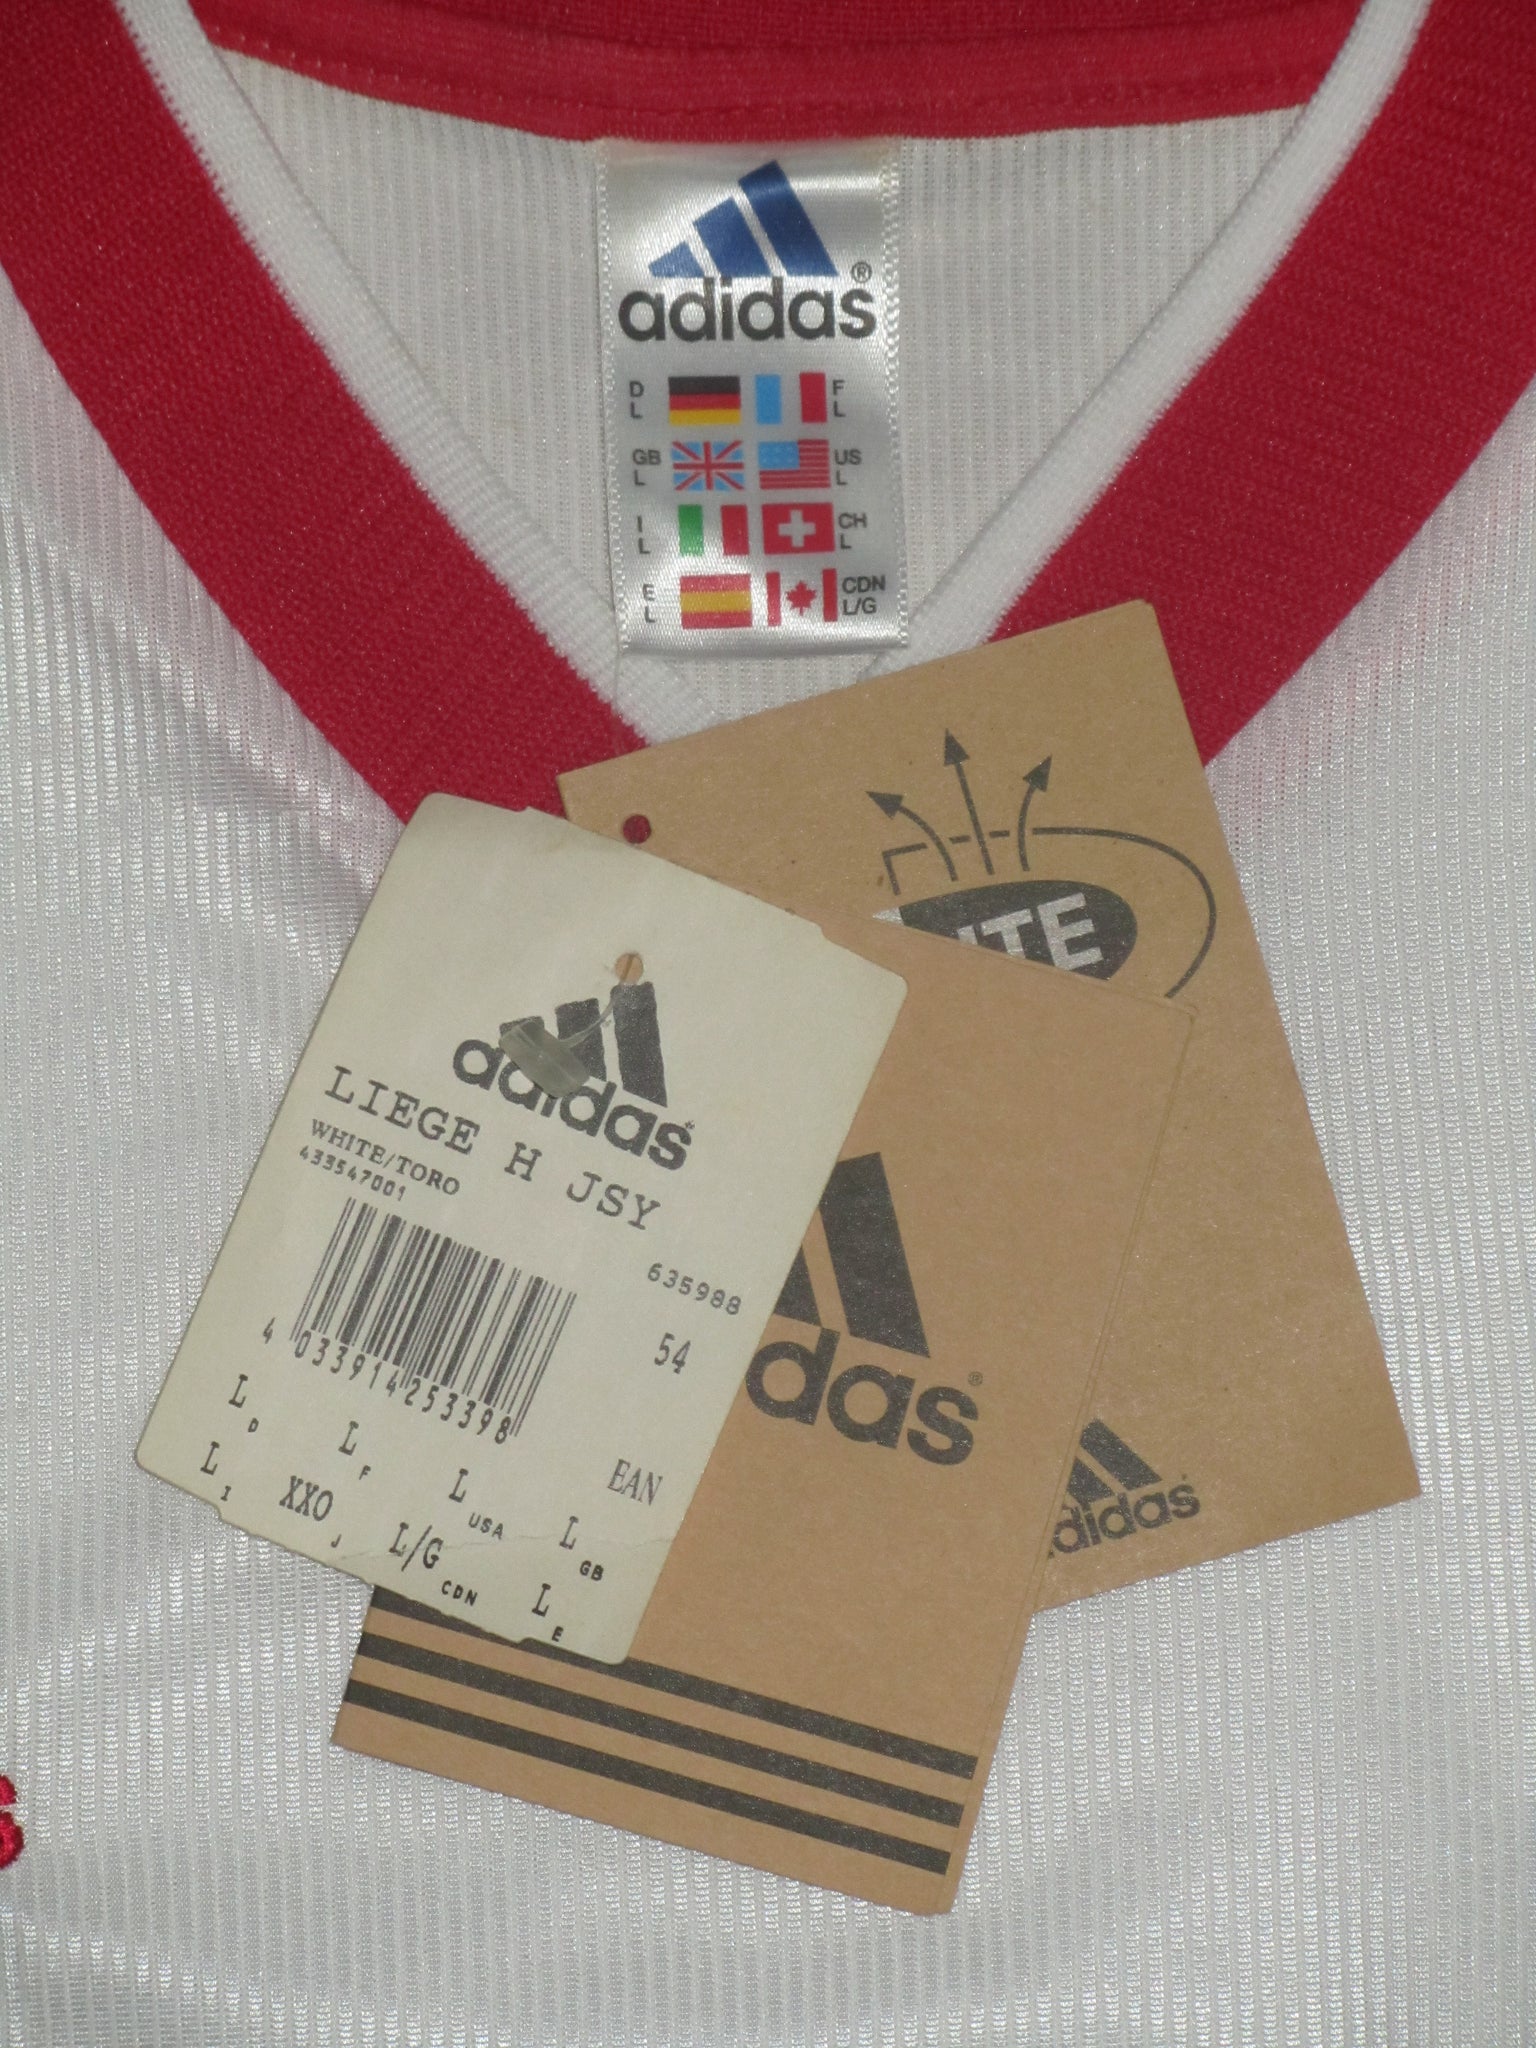 adidas®
D L F L
GB L US L
I L CH L
E L CDN L/G
adidas
LIEGE H JSY
WHITE/TORO
433547001
635988
4 033914 253398
54
EAN
L D L F L USA L GB
L I XXO J L/G CDN L E
adidas